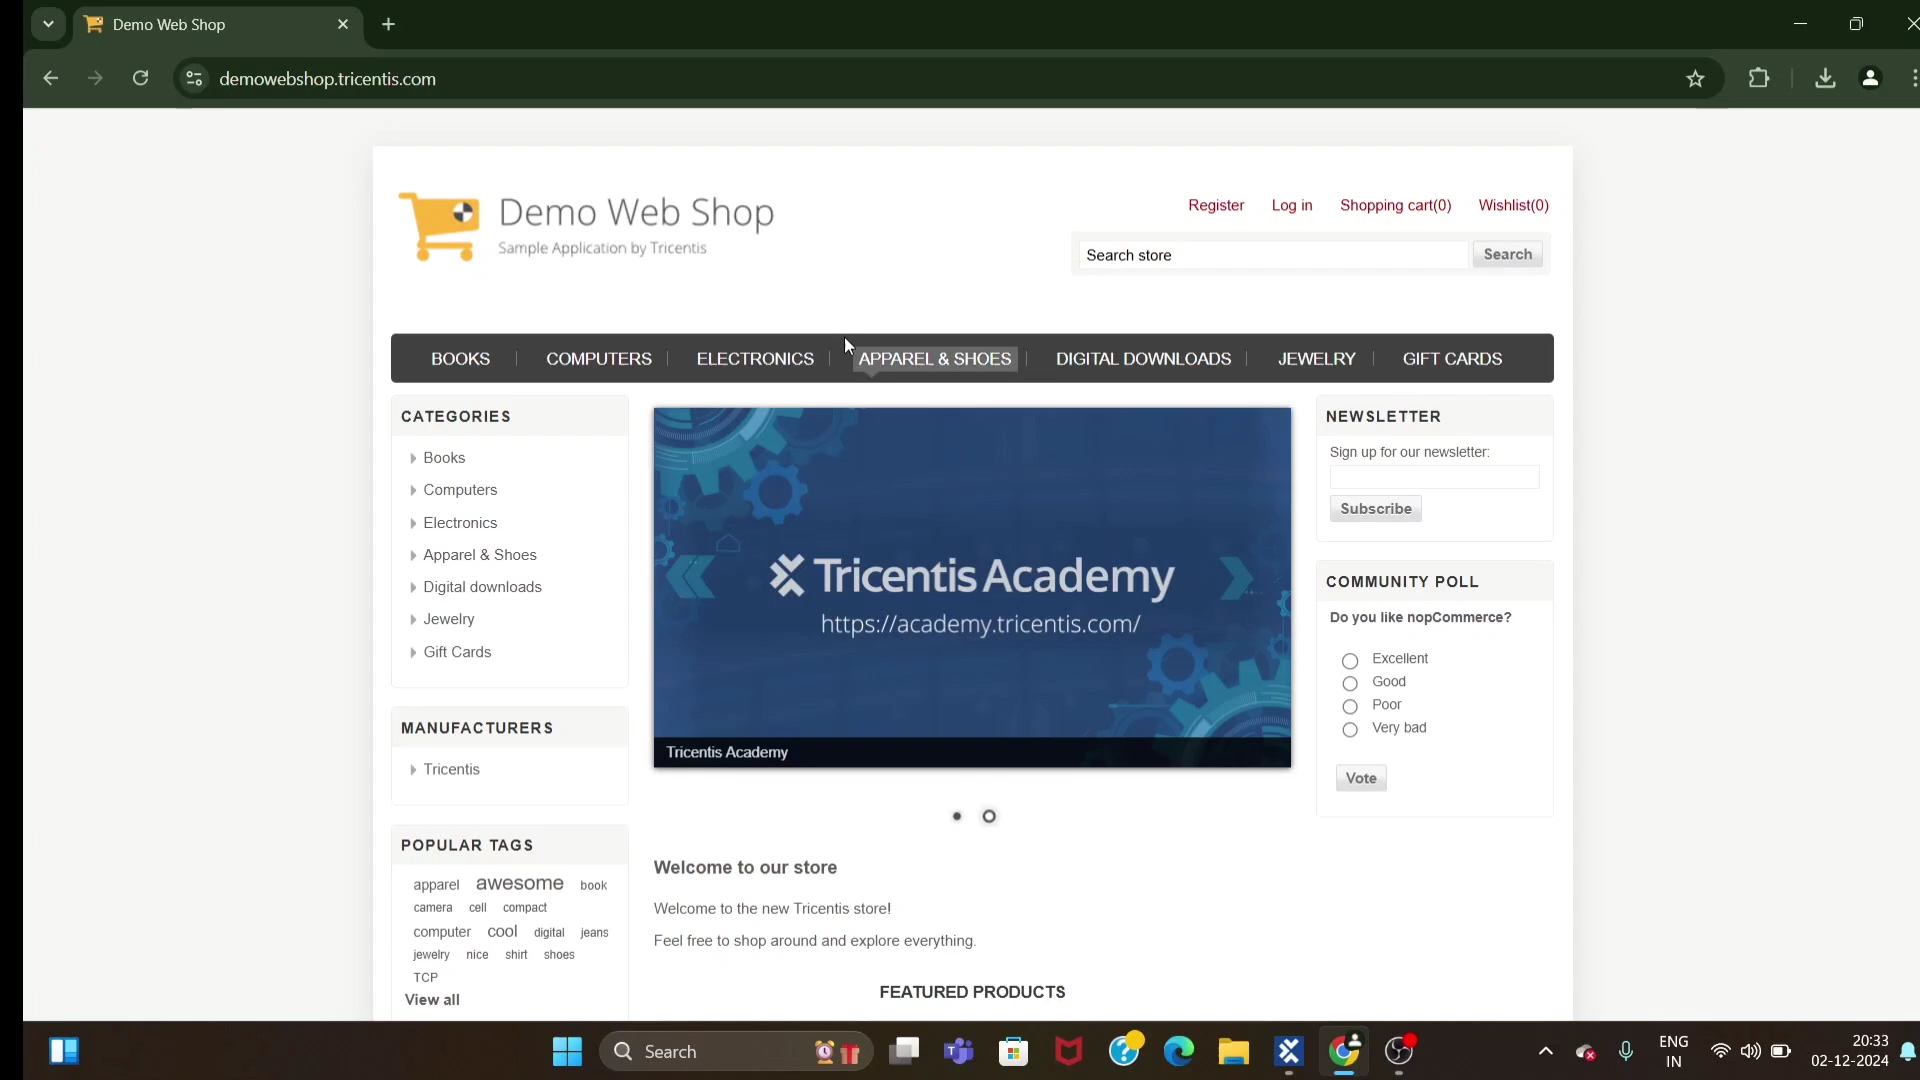 Demo Web Shop
demowebshop.tricentis.com
Demo Web Shop
Sample Application by Tricentis
Register Log in Shopping cart(0) Wishlist(0)
Search store Search
BOOKS COMPUTERS ELECTRONICS APPAREL & SHOES DIGITAL DOWNLOADS JEWELRY GIFT CARDS
CATEGORIES
Books
Computers
Electronics
Apparel & Shoes
Digital downloads
Jewelry
Gift Cards
MANUFACTURERS
Tricentis
POPULAR TAGS
apparel awesome book
camera cell compact
computer cool digital jeans
jewelry nice shirt shoes
TCP
View all
Tricentis Academy
https://academy.tricentis.com/
Tricentis Academy
Welcome to our store
Welcome to the new Tricentis store!
Feel free to shop around and explore everything.
FEATURED PRODUCTS
NEWSLETTER
Sign up for our newsletter:
Subscribe
COMMUNITY POLL
Do you like nopCommerce?
Excellent
Good
Poor
Very bad
Vote
Search
ENG
IN
20:33
02-12-2024